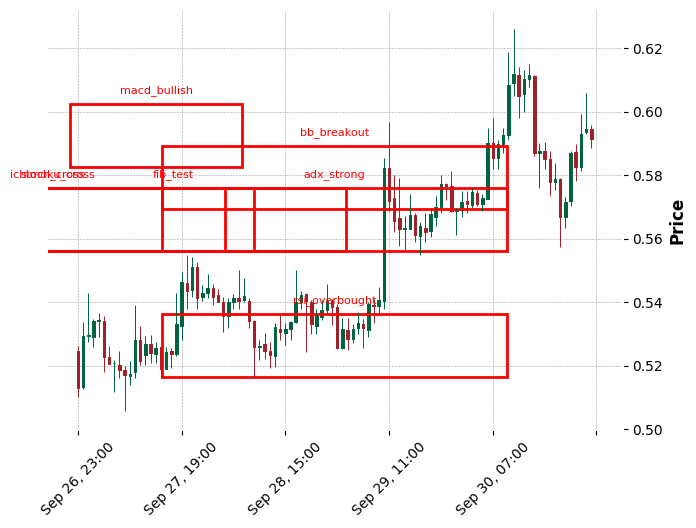 0.62
macd_bullish
0.60
bb_breakout
0.58
stoch_cross
fib_test
adx_strong
Price
0.56
rsi_overbought
0.54
0.52
0.50
Sep 26, 23:00
Sep 27, 19:00
Sep 28, 15:00
Sep 29, 11:00
Sep 30, 07:00